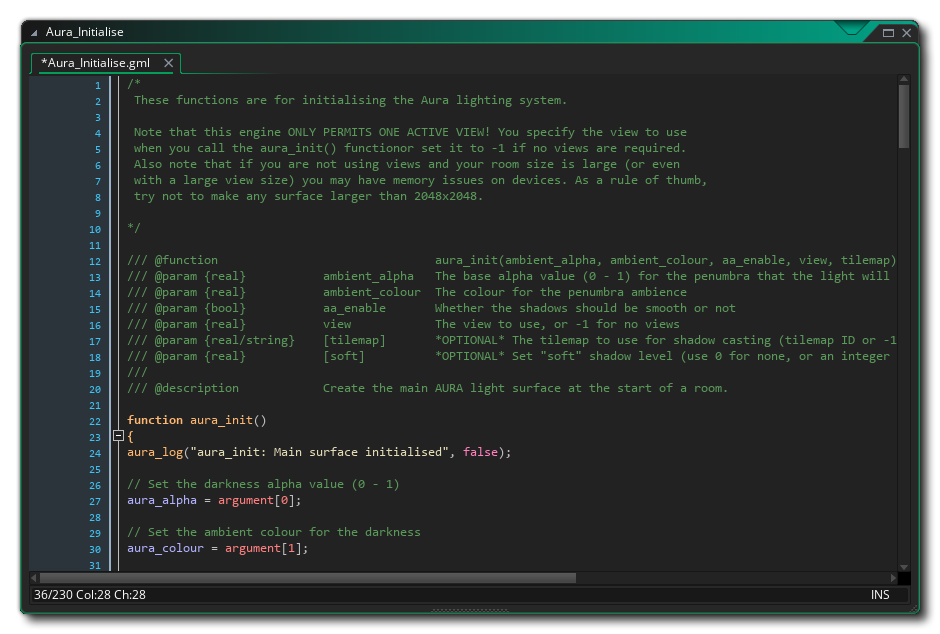 Aura_Initialise
*Aura_Initialise.gml
1 /*
2 These functions are for initialising the Aura lighting system.
3
4 Note that this engine ONLY PERMITS ONE ACTIVE VIEW! You specify the view to use
5 when you call the aura_init() functionor set it to -1 if no views are required.
6 Also note that if you are not using views and your room size is large (or even
7 with a large view size) you may have memory issues on devices. As a rule of thumb,
8 try not to make any surface larger than 2048x2048.
9
10 */
11
12 /// @function aura_init(ambient_alpha, ambient_colour, aa_enable, view, tilemap)
13 /// @param {real} ambient_alpha The base alpha value (0 - 1) for the penumbra that the light will
14 /// @param {real} ambient_colour The colour for the penumbra ambience
15 /// @param {bool} aa_enable Whether the shadows should be smooth or not
16 /// @param {real} view The view to use, or -1 for no views
17 /// @param {real/string} [tilemap] *OPTIONAL* The tilemap to use for shadow casting (tilemap ID or -1
18 /// @param {real} [soft] *OPTIONAL* Set "soft" shadow level (use 0 for none, or an integer
19 ///
20 /// @description Create the main AURA light surface at the start of a room.
21
22 function aura_init()
23 {
24 aura_log("aura_init: Main surface initialised", false);
25
26 // Set the darkness alpha value (0 - 1)
27 aura_alpha = argument[0];
28
29 // Set the ambient colour for the darkness
30 aura_colour = argument[1];
31
36/230 Col:28 Ch:28 INS